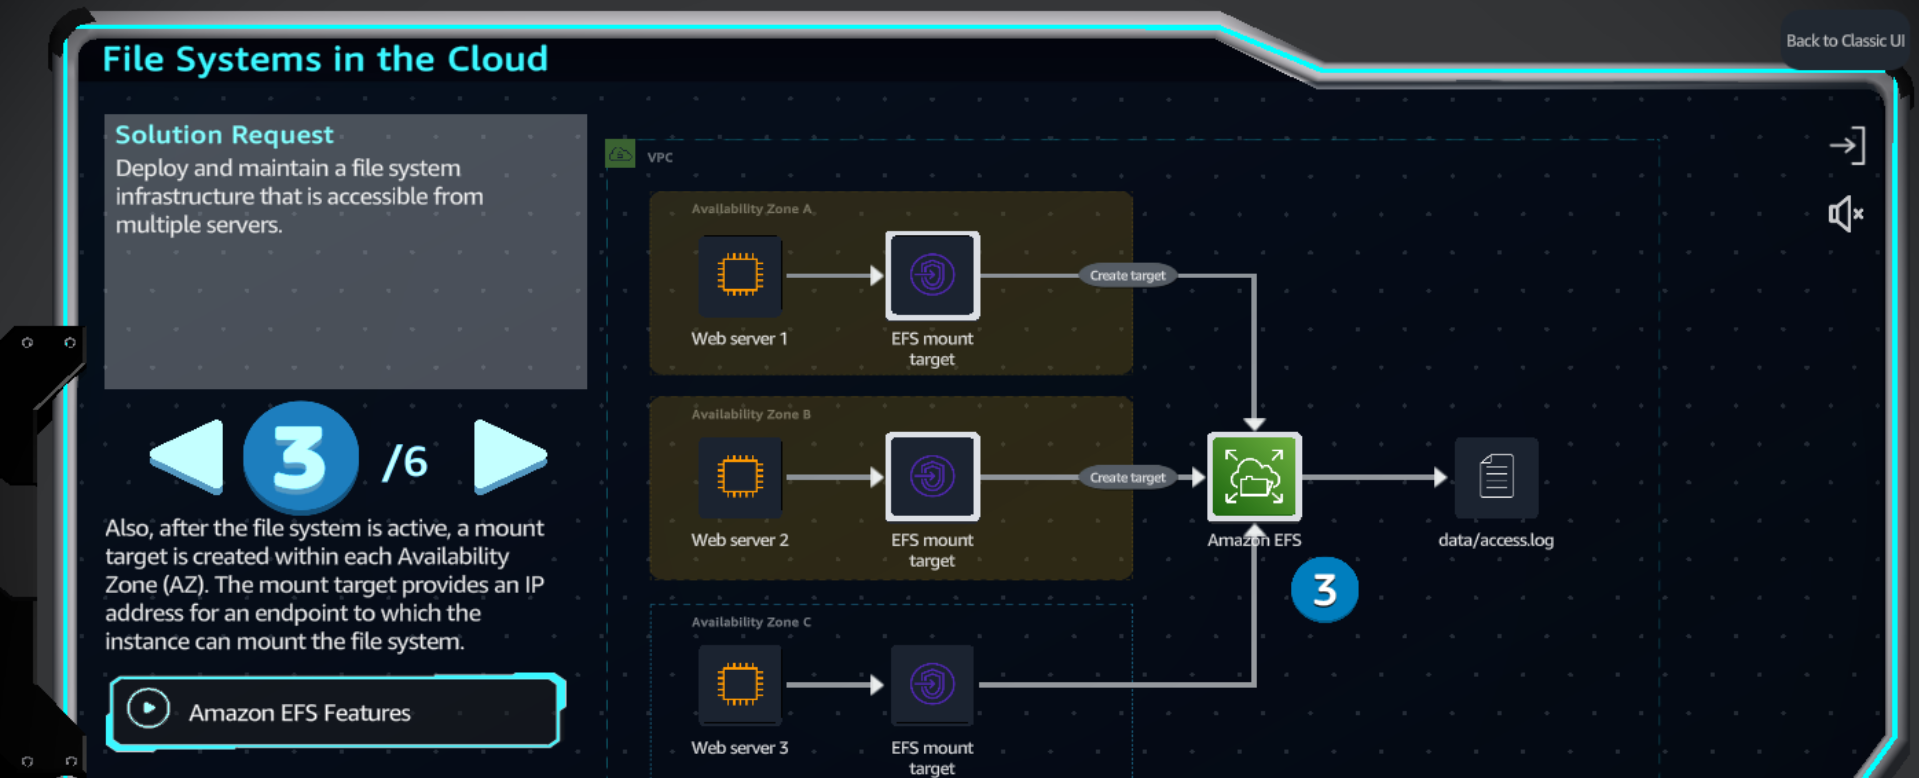 Back to Classic UI
File Systems in the Cloud
Solution Request
Deploy and maintain a file system
infrastructure that is accessible from
multiple servers.
3
/6
Also, after the file system is active, a mount
target is created within each Availability
Zone (AZ). The mount target provides an IP
address for an endpoint to which the
instance can mount the file system.
Amazon EFS Features
VPC
Availability Zone A
Web server 1
EFS mount
target
Create target
Availability Zone B
Web server 2
EFS mount
target
Create target
Amazon EFS
data/access.log
3
Availability Zone C
Web server 3
EFS mount
target